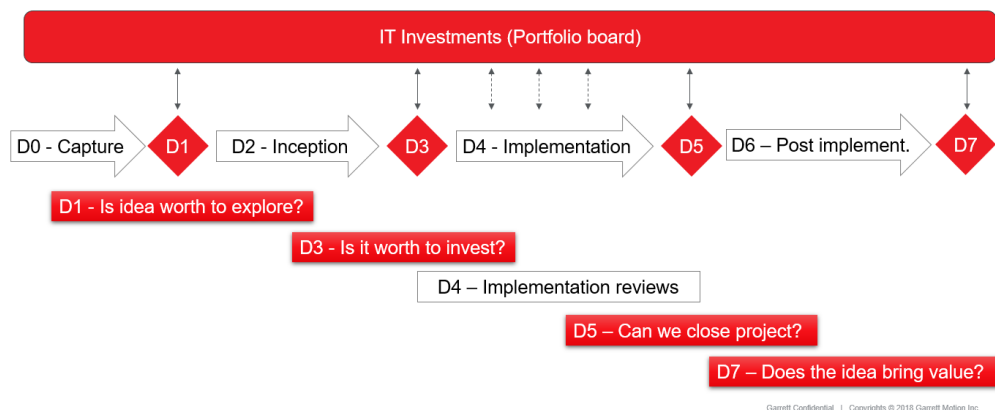 IT Investments (Portfolio board)
D0 - Capture
D1
D2 - Inception
D3
D4 - Implementation
D5
D6 – Post implement.
D7
D1 - Is idea worth to explore?
D3 - Is it worth to invest?
D4 – Implementation reviews
D5 – Can we close project?
D7 – Does the idea bring value?
Garrett Confidential | Copyrights © 2018 Garrett Motion Inc.